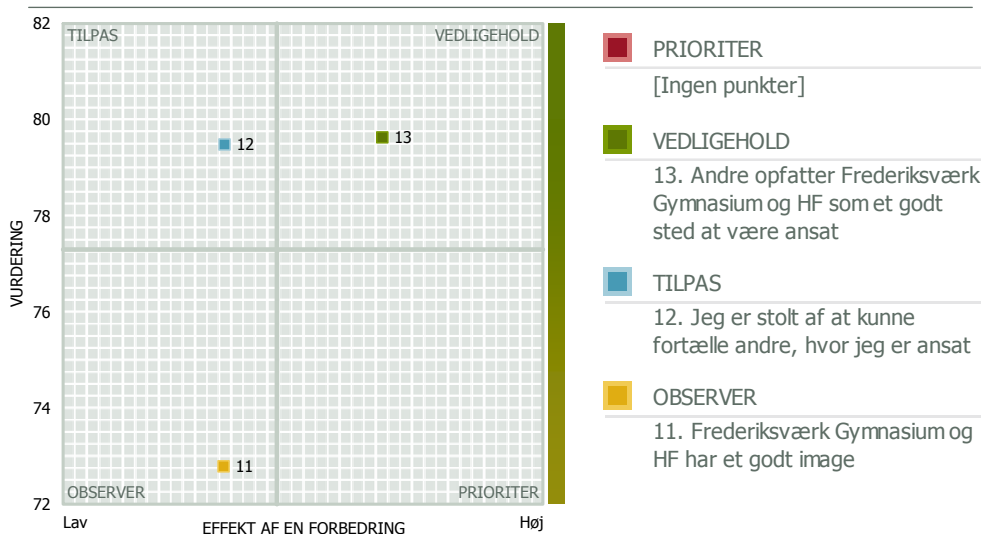 82
80
78
76
74
72
VURDERING
TILPAS
VEDLIGEHOLD
12
13
11
OBSERVER
PRIORITER
Lav
EFFEKT AF EN FORBEDRING
Høj
PRIORITER
[Ingen punkter]
VEDLIGEHOLD
13. Andre opfatter Frederiksværk
Gymnasium og HF som et godt
sted at være ansat
TILPAS
12. Jeg er stolt af at kunne
fortælle andre, hvor jeg er ansat
OBSERVER
11. Frederiksværk Gymnasium og
HF har et godt image